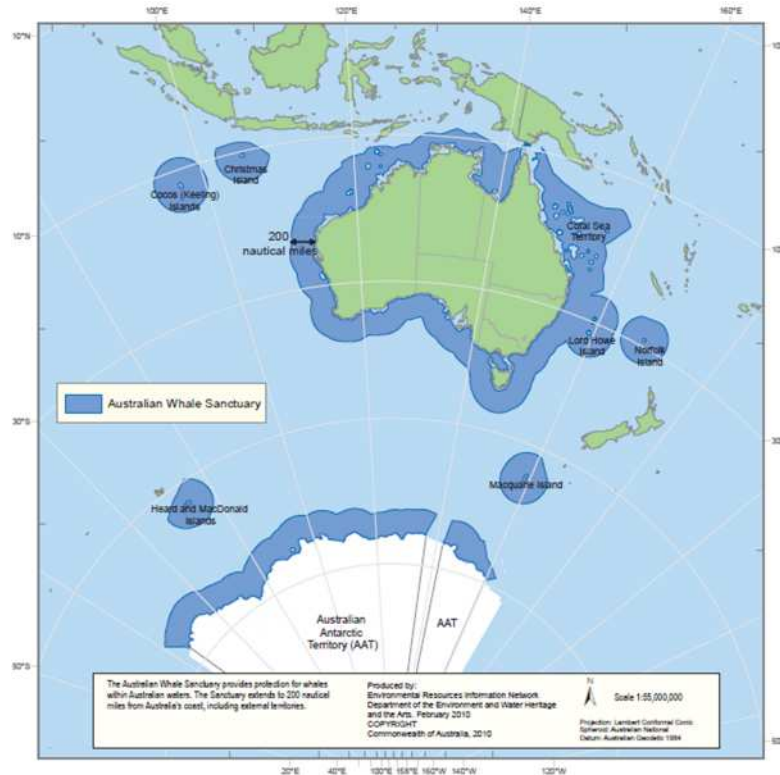 100°E
120°E
140°E
160°E
10°N
Christmas
Island
Cocos (Keeling)
Islands
Coral Sea
Territory
200
nautical miles
10°S
Lord Howe
Island
Norfolk
Island
Australian Whale Sanctuary
30°S
Macquarie Island
Heard and MacDonald
Islands
Australian
Antarctic
Territory (AAT)
AAT
50°S
The Australian Whale Sanctuary provides protection for whales
within Australian waters. The Sanctuary extends to 200 nautical
miles from Australia's coast, including external territories.
Produced by:
Environmental Resources Information Network
Department of the Environment and Water Heritage
and the Arts. February 2010
COPYRIGHT
Commonwealth of Australia, 2010
N
Scale 1:55,000,000
Projection: Lambert Conformal Conic
Spheroid: Australian National
Datum: Australian Geodetic 1984
20°E
40°E
100°E
160°W
140°W
120°W